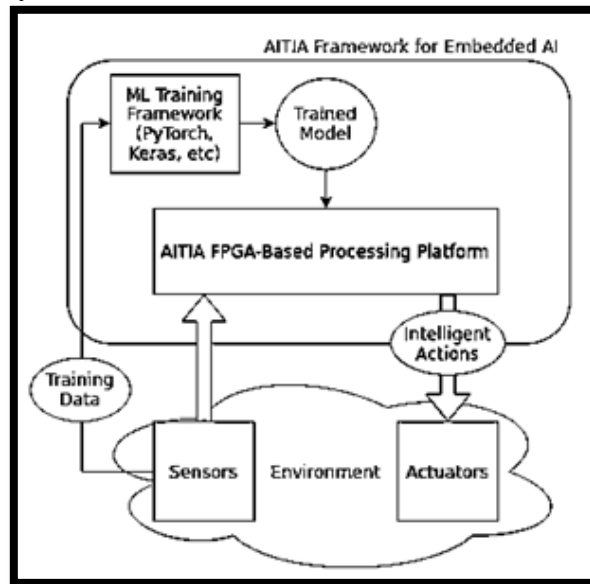 AITIA Framework for Embedded AI
ML Training
Framework
(PyTorch,
Keras, etc)
Trained
Model
AITIA FPGA-Based Processing Platform
Intelligent
Actions
Training
Data
Sensors
Environment
Actuators